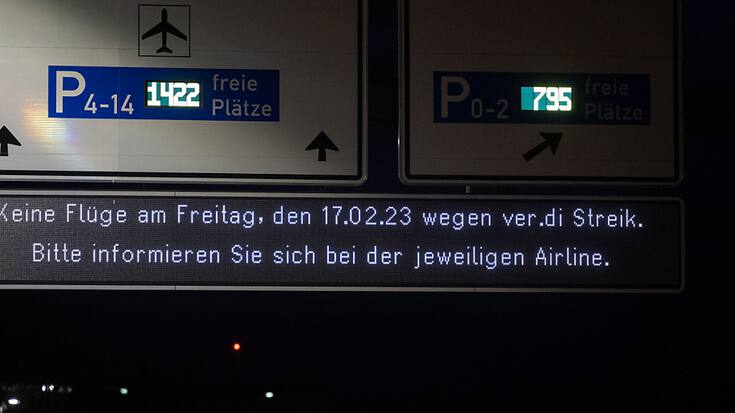 P4-14 1422 freie Plätze
P0-2 795 freie Plätze
Keine Flüge am Freitag, den 17.02.23 wegen ver.di Streik.
Bitte informieren Sie sich bei der jeweiligen Airline.